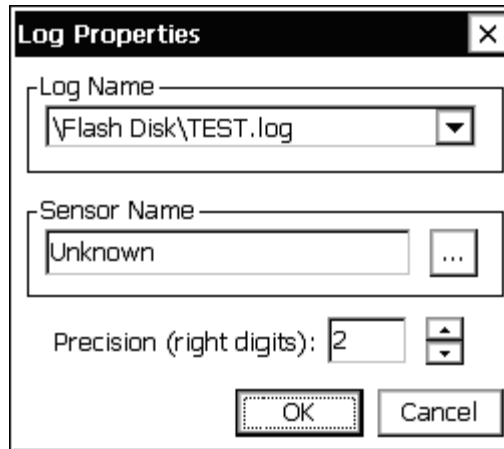 Log Properties
Log Name
\Flash Disk\TEST.log
Sensor Name
Unknown
...
Precision (right digits): 2
OK Cancel